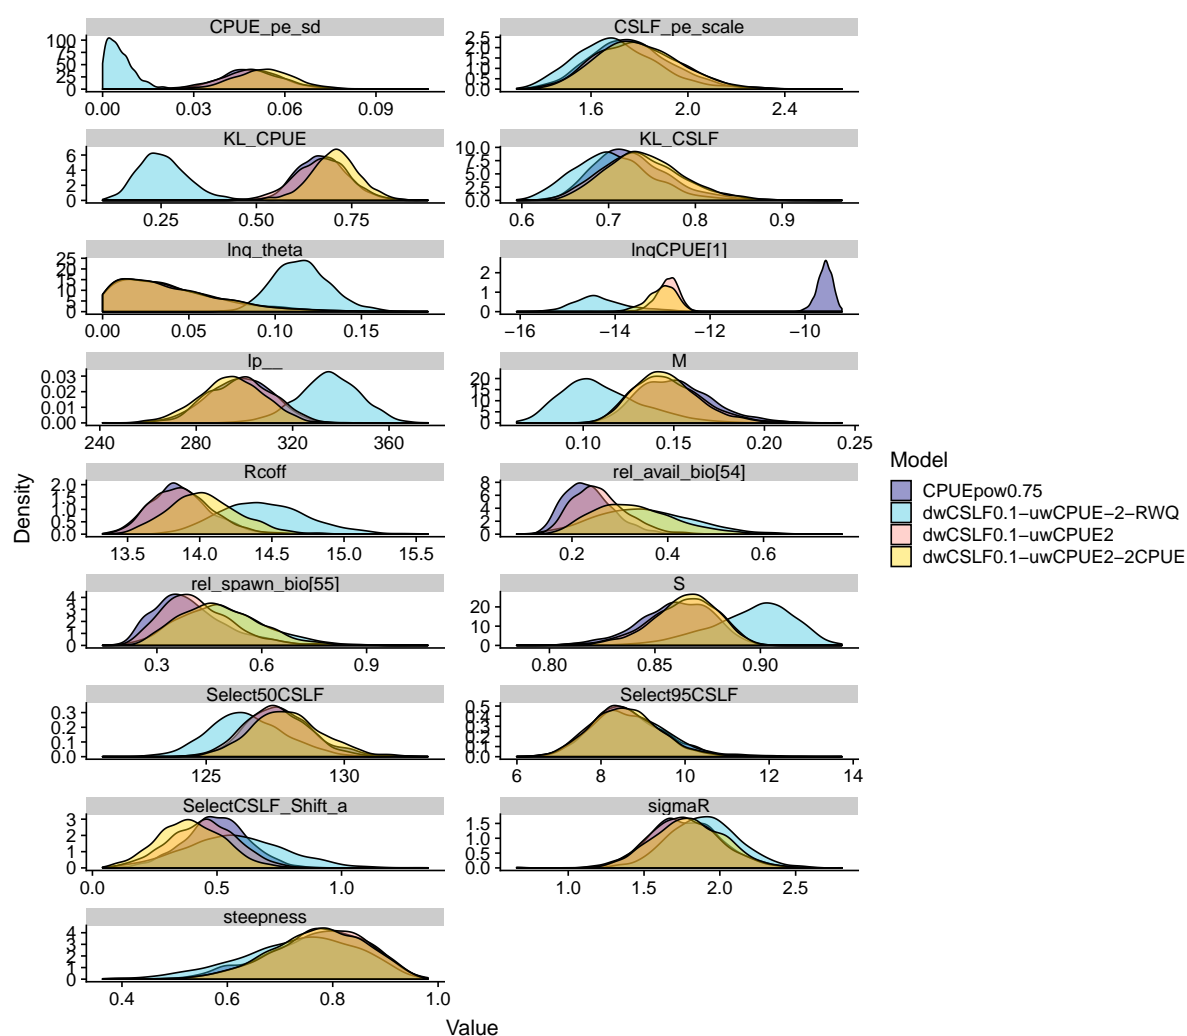 CPUE_pe_sd CSLF_pe_scale
100 75 50 25 0 2.5 2.0 1.5 1.0 0.5 0.0
0.00 0.03 0.06 0.09 1.6 2.0 2.4
KL_CPUE KL_CSLF
6 4 2 0 10.0 7.5 5.0 2.5 0.0
0.25 0.50 0.75 0.6 0.7 0.8 0.9
lnq_theta lnqCPUE[1]
25 20 15 10 5 0 2 1 0
0.00 0.05 0.10 0.15 −16 −14 −12 −10
lp__ M
0.03 0.02 0.01 0.00 20 15 10 5 0
240 280 320 360 0.10 0.15 0.20 0.25
Rcoff rel_avail_bio[54]
2.0 1.5 1.0 0.5 0.0 8 6 4 2 0
13.5 14.0 14.5 15.0 15.5 0.2 0.4 0.6
rel_spawn_bio[55] S
4 3 2 1 0 20 10 0
0.3 0.6 0.9 0.80 0.85 0.90
Select50CSLF Select95CSLF
0.3 0.2 0.1 0.0 0.5 0.4 0.3 0.2 0.1 0.0
125 130 6 8 10 12 14
SelectCSLF_Shift_a sigmaR
3 2 1 0 1.5 1.0 0.5 0.0
0.0 0.5 1.0 1.0 1.5 2.0 2.5
steepness
4 3 2 1 0
0.4 0.6 0.8 1.0
Value
Density
Model
CPUEpow0.75
dwCSLF0.1−uwCPUE−2−RWQ
dwCSLF0.1−uwCPUE2
dwCSLF0.1−uwCPUE2−2CPUE